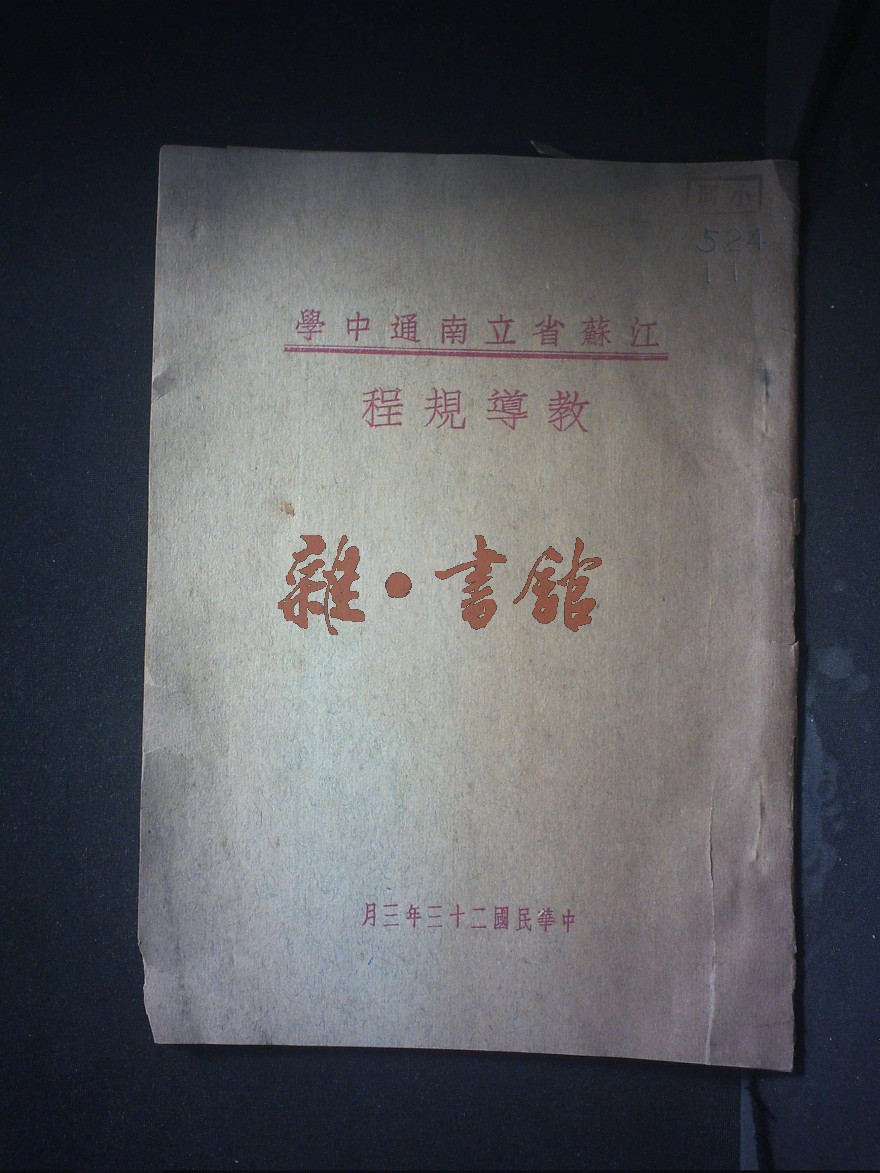 524
11
江蘇省立南通中學
教導規程
雜·書館
中華民國二十三年三月